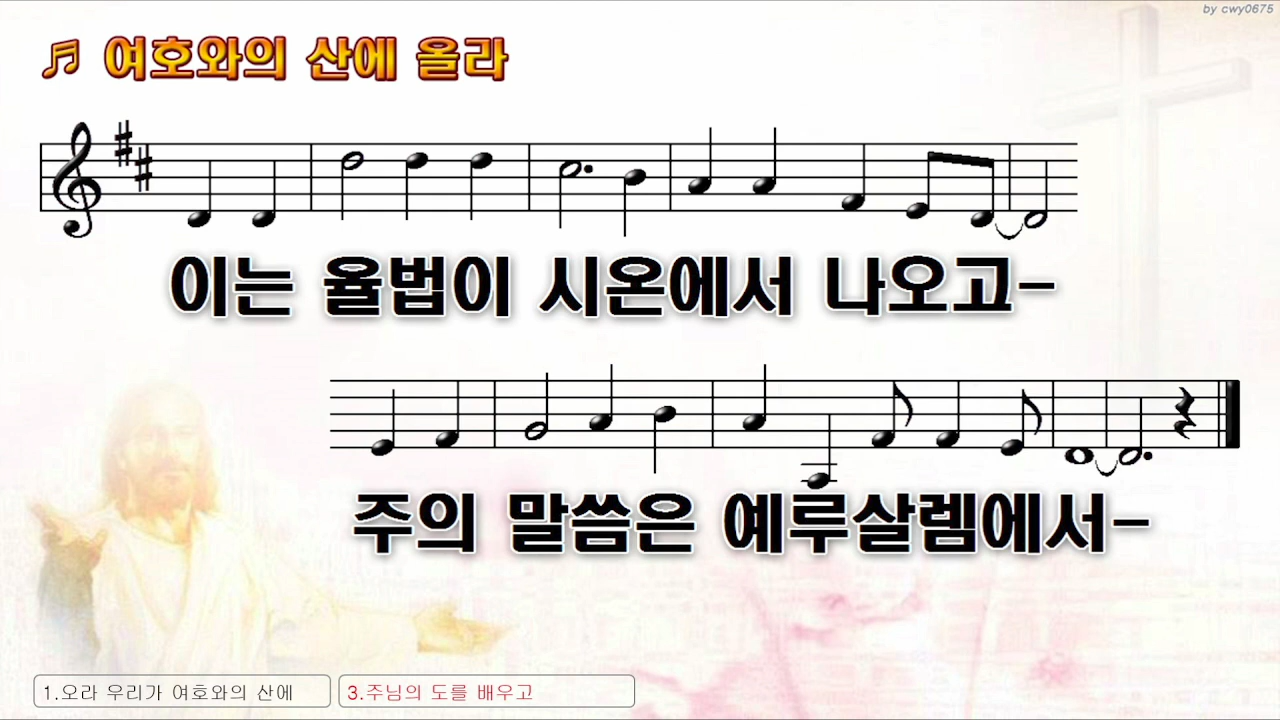 by cwy0675
♬ 여호와의 산에 올라
이는 율법이 시온에서 나오고-
주의 말씀은 예루살렘에서-
1.오라 우리가 여호와의 산에
3.주님의 도를 배우고